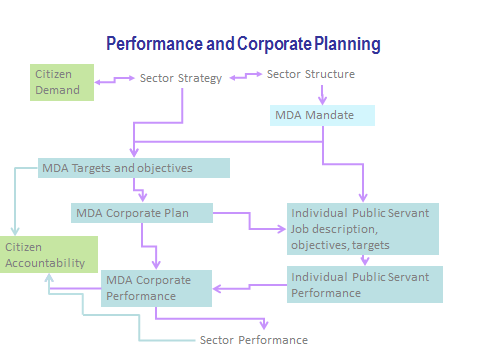 Performance and Corporate Planning
Citizen
Demand
Sector Strategy
Sector Structure
MDA Mandate
MDA Targets and objectives
MDA Corporate Plan
Individual Public Servant
Job description,
objectives, targets
Citizen
Accountability
MDA Corporate
Performance
Individual Public Servant
Performance
Sector Performance